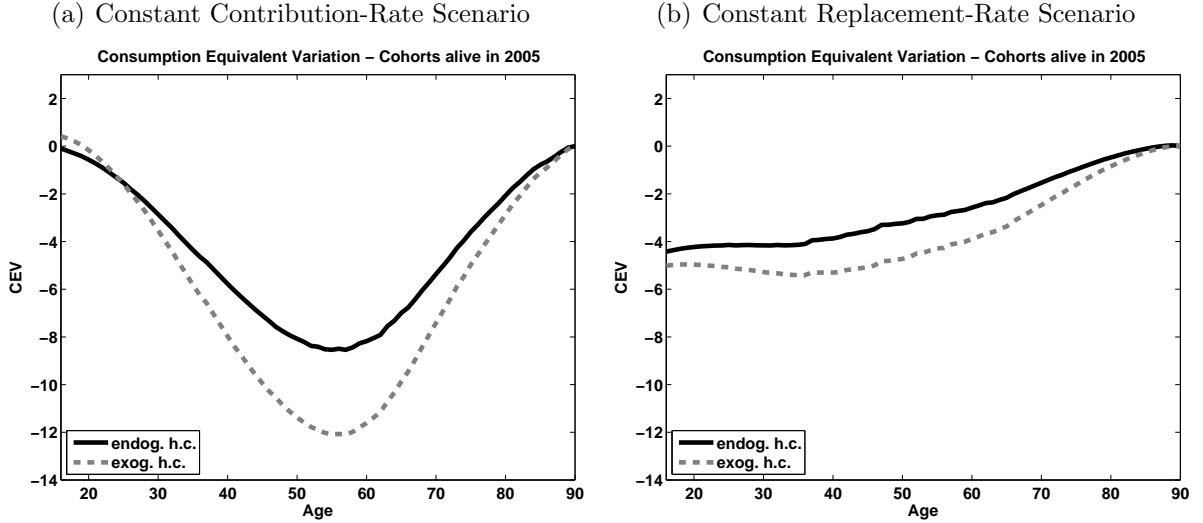 (a) Constant Contribution-Rate Scenario
Consumption Equivalent Variation – Cohorts alive in 2005
CEV
2
0
−2
−4
−6
−8
−10
−12
−14
endog. h.c.
exog. h.c.
20 30 40 50 60 70 80 90
Age
(b) Constant Replacement-Rate Scenario
Consumption Equivalent Variation – Cohorts alive in 2005
CEV
2
0
−2
−4
−6
−8
−10
−12
−14
endog. h.c.
exog. h.c.
20 30 40 50 60 70 80 90
Age